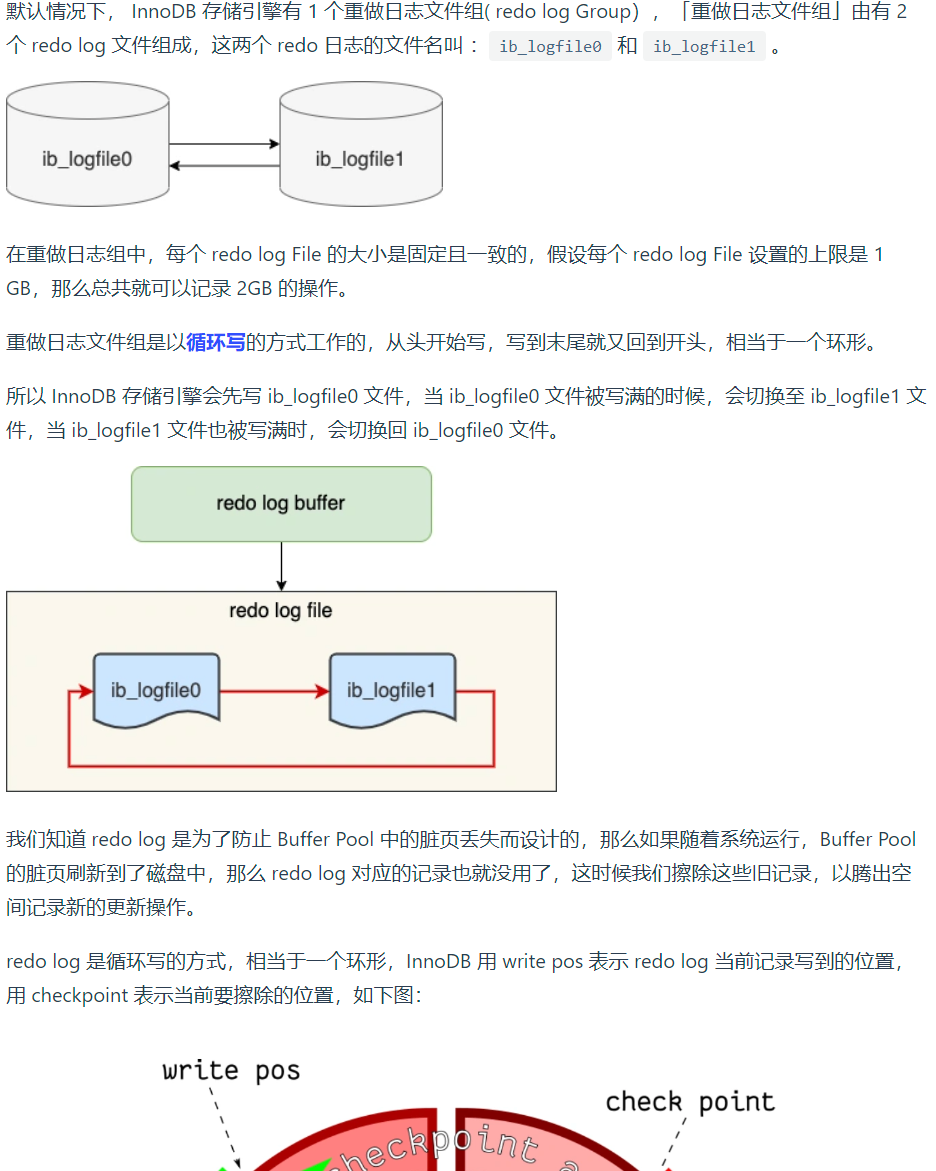 默认情况下， InnoDB 存储引擎有 1 个重做日志文件组( redo log Group），「重做日志文件组」由有 2
个 redo log 文件组成，这两个 redo 日志的文件名叫 ： ib_logfile0 和 ib_logfile1 。
ib_logfile0 ib_logfile1
在重做日志组中，每个 redo log File 的大小是固定且一致的，假设每个 redo log File 设置的上限是 1
GB，那么总共就可以记录 2GB 的操作。
重做日志文件组是以循环写的方式工作的，从头开始写，写到末尾就又回到开头，相当于一个环形。
所以 InnoDB 存储引擎会先写 ib_logfile0 文件，当 ib_logfile0 文件被写满的时候，会切换至 ib_logfile1 文
件，当 ib_logfile1 文件也被写满时，会切换回 ib_logfile0 文件。
redo log buffer
redo log file
ib_logfile0 ib_logfile1
我们知道 redo log 是为了防止 Buffer Pool 中的脏页丢失而设计的，那么如果随着系统运行，Buffer Pool
的脏页刷新到了磁盘中，那么 redo log 对应的记录也就没用了，这时候我们擦除这些旧记录，以腾出空
间记录新的更新操作。
redo log 是循环写的方式，相当于一个环形，InnoDB 用 write pos 表示 redo log 当前记录写到的位置，
用 checkpoint 表示当前要擦除的位置，如下图：
write pos
check point
checkpoint